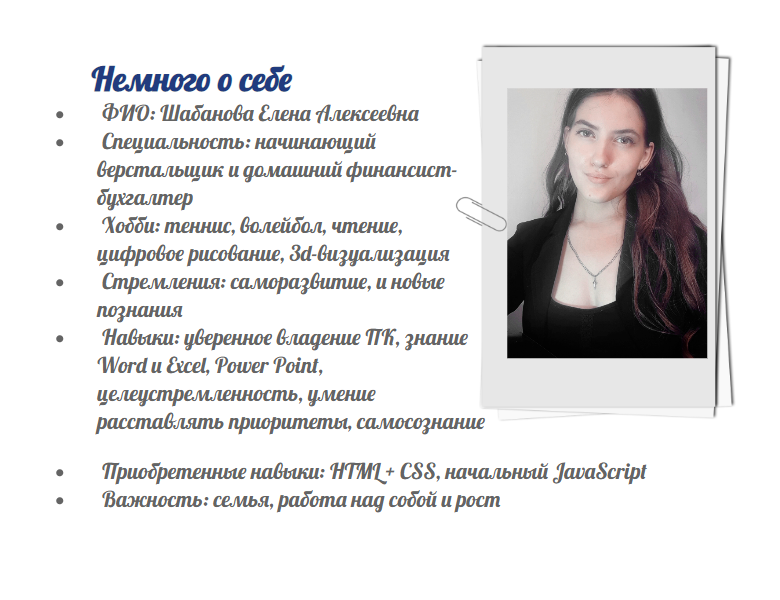 Немного о себе
ФИО: Шабанова Елена Алексеевна
Специальность: начинающий
верстальщик и домашний финансист-
бухгалтер
Хобби: теннис, волейбол, чтение,
цифровое рисование, 3d-визуализация
Стремления: саморазвитие, и новые
познания
Навыки: уверенное владение ПК, знание
Word и Excel, Power Point,
целеустремленность, умение
расставлять приоритеты, самосознание
Приобретенные навыки: HTML + CSS, начальный JavaScript
Важность: семья, работа над собой и рост